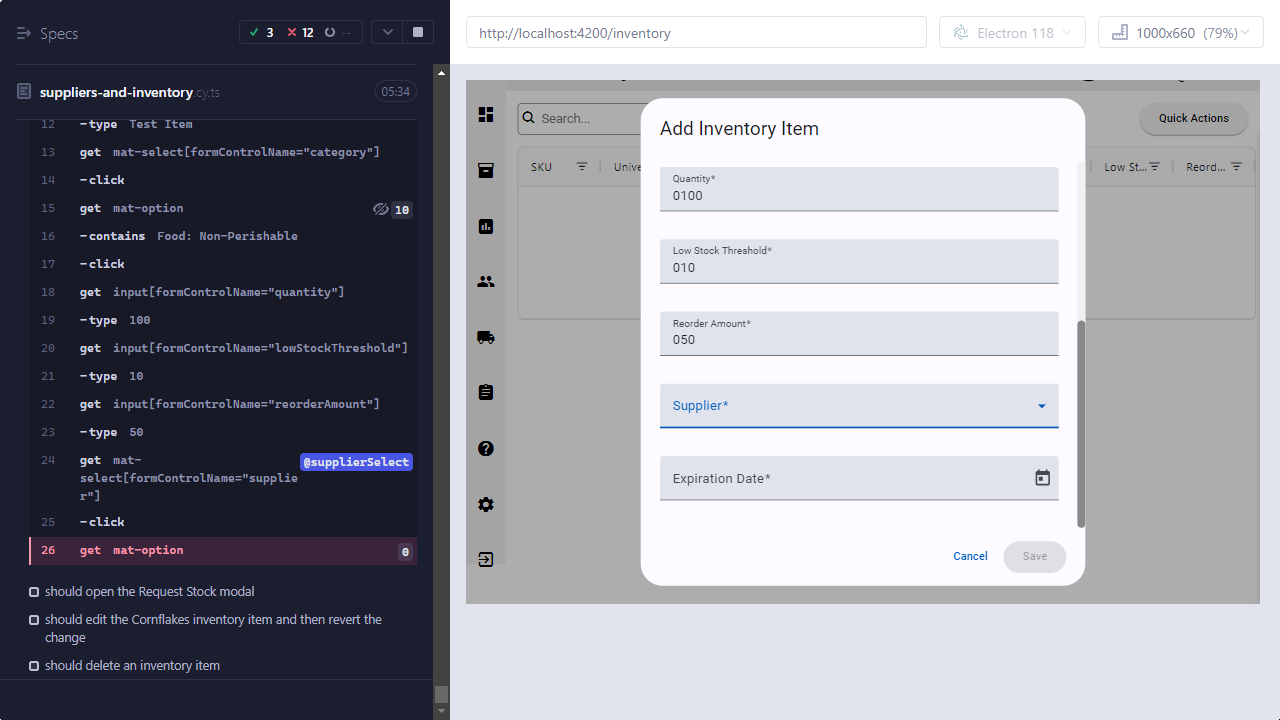 Specs
3
12
--
suppliers-and-inventory.cy.ts
05:34
12 -type Test Item
13 get mat-select[formControlName="category"]
14 -click
15 get mat-option 10
16 -contains Food: Non-Perishable
17 -click
18 get input[formControlName="quantity"]
19 -type 100
20 get input[formControlName="lowStockThreshold"]
21 -type 10
22 get input[formControlName="reorderAmount"]
23 -type 50
24 get mat- @supplierSelect
select[formControlName="supplie
r"]
25 -click
26 get mat-option 0
should open the Request Stock modal
should edit the Cornflakes inventory item and then revert the
change
should delete an inventory item
http://localhost:4200/inventory
Electron 118
1000x660 (79%)
Search...
Quick Actions
SKU
Unive
Low St...
Reord...
Add Inventory Item
Quantity*
0100
Low Stock Threshold*
010
Reorder Amount*
050
Supplier*
Expiration Date*
Cancel
Save